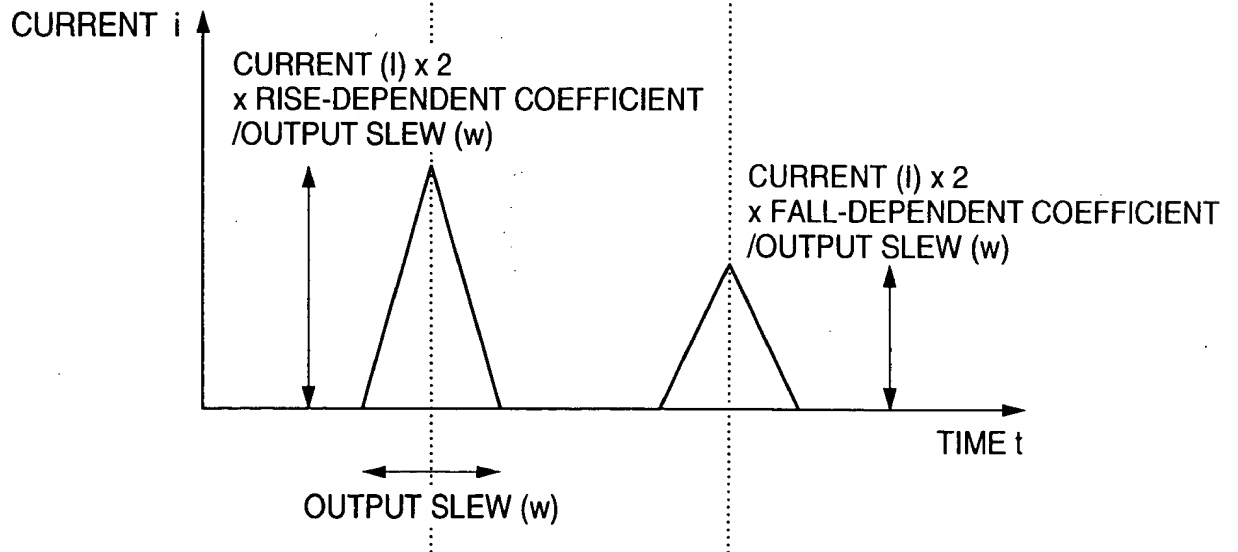 CURRENT i
CURRENT (I) x 2
x RISE-DEPENDENT COEFFICIENT
/OUTPUT SLEW (w)
CURRENT (I) x 2
x FALL-DEPENDENT COEFFICIENT
/OUTPUT SLEW (w)
TIME t
OUTPUT SLEW (w)